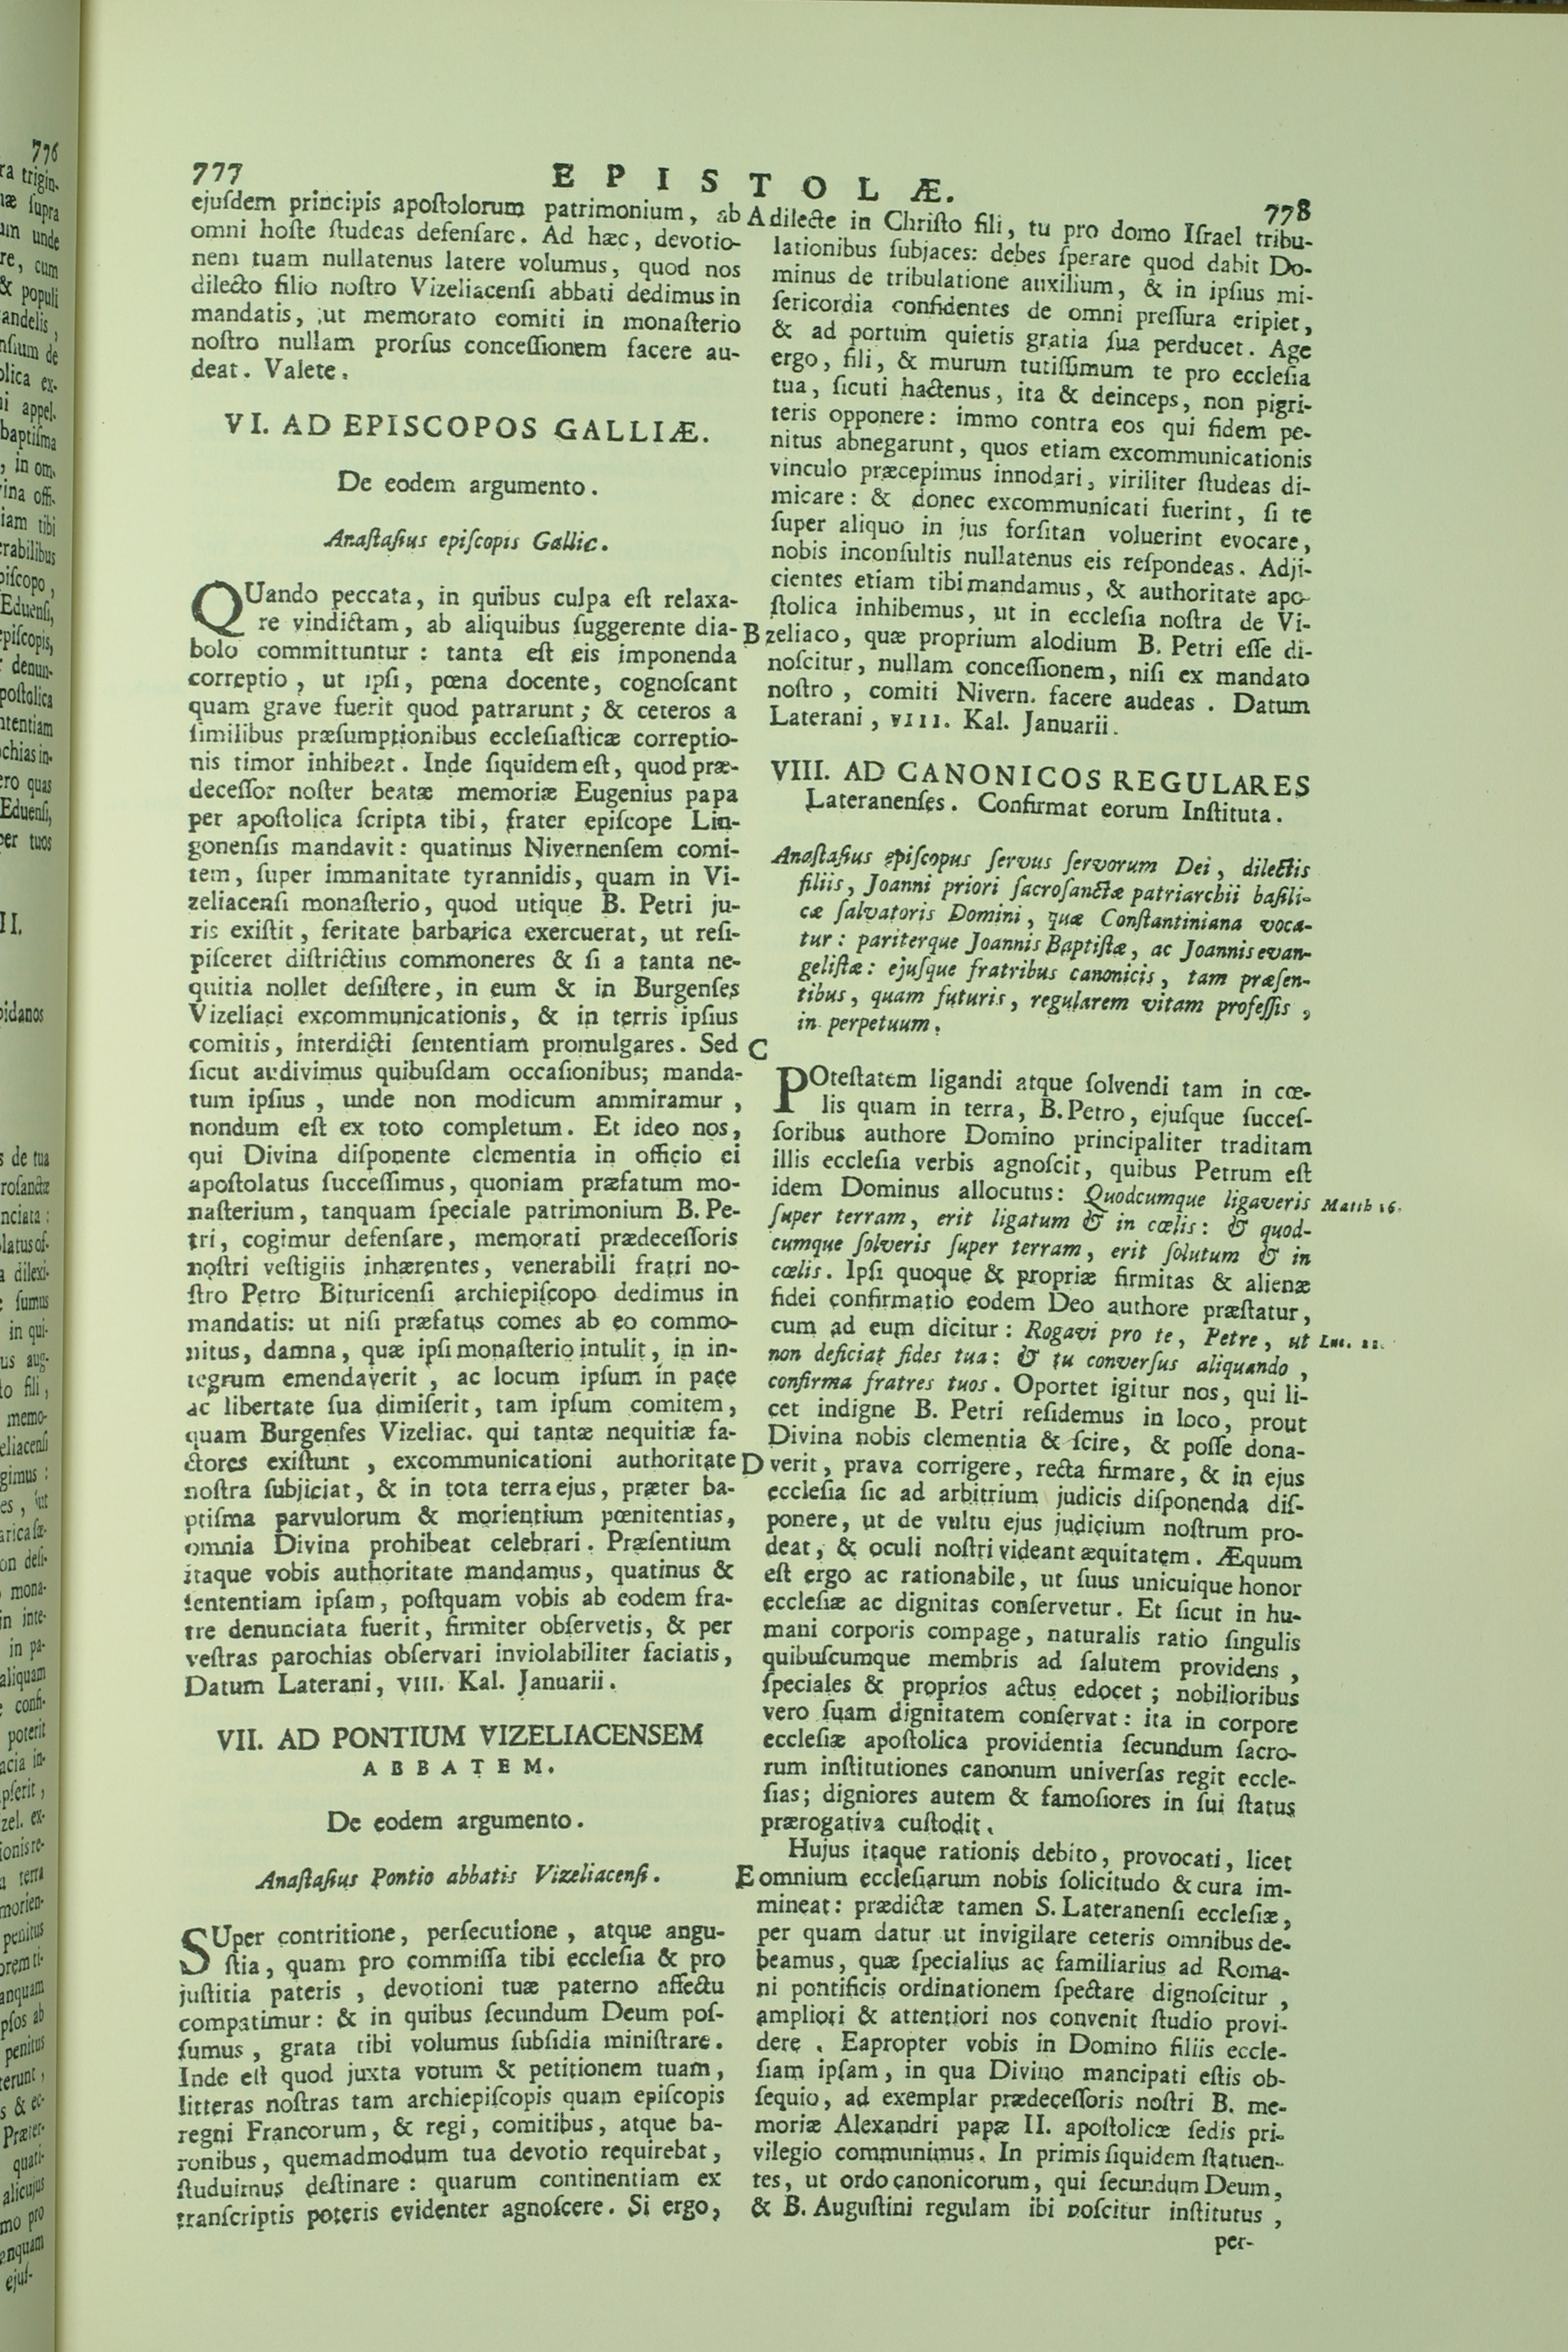 777
EPISTOLÆ.
778
ejuſdem principis apoſtolorum patrimonium, ab
omni hoſte ſtudeas defenſare. Ad hæc, devotio-
nem tuam nullatenus latere volumus, quod nos
dilecto filio noſtro Vizeliacenſi abbati dedimus in
mandatis, ut memorato comiti in monaſterio
noſtro nullam prorſus conceſſionem facere au-
deat. Valete.
VI. AD EPISCOPOS GALLIÆ.
De eodem argumento.
Anaſtaſius epiſcopis Gallic.
QUando peccata, in quibus culpa eſt relaxa-
re vindictam, ab aliquibus ſuggerente dia-
bolo committuntur: tanta eſt eis imponenda
correptio, ut ipſi, pœna docente, cognoſcant
quam grave fuerit quod patrarunt; & ceteros a
ſimilibus præſumptionibus eccleſiaſticæ correptio-
nis timor inhibeat. Inde ſiquidem eſt, quod præ-
deceſſor noſter beatæ memoriæ Eugenius papa
per apoſtolica ſcripta tibi, frater epiſcope Lin-
gonenſis mandavit: quatinus Nivernenſem comi-
tem, ſuper immanitate tyrannidis, quam in Vi-
zeliacenſi monaſterio, quod utique B. Petri ju-
ris exiſtit, feritate barbarica exercuerat, ut reſi-
piſceret diſtrictius commoneres & ſi a tanta ne-
quitia nollet deſiſtere, in eum & in Burgenſes
Vizeliaci excommunicationis, & in terris ipſius
comitis, interdicti ſententiam promulgares. Sed
ſicut audivimus quibuſdam occaſionibus; manda-
tum ipſius, unde non modicum ammiramur,
nondum eſt ex toto completum. Et ideo nos,
qui Divina diſponente clementia in officio ei
apoſtolatus ſucceſſimus, quoniam præfatum mo-
naſterium, tanquam ſpeciale patrimonium B. Pe-
tri, cogimur defenſare, memorati prædeceſſoris
noſtri veſtigiis inhærentes, venerabili fratri no-
ſtro Petro Bituricenſi archiepiſcopo dedimus in
mandatis: ut niſi præfatus comes ab eo commo-
nitus, damna, quæ ipſi monaſterio intulit, in in-
tegrum emendaverit, ac locum ipſum in pace
ac libertate ſua dimiſerit, tam ipſum comitem,
quam Burgenſes Vizeliac. qui tantæ nequitiæ fa-
ctores exiſtunt, excommunicationi authoritate
noſtra ſubjiciat, & in tota terra ejus, præter ba-
ptiſma parvulorum & morientium pœnitentias,
omnia Divina prohibeat celebrari. Præſentium
itaque vobis authoritate mandamus, quatinus &
ſententiam ipſam, poſtquam vobis ab eodem fra-
tre denunciata fuerit, firmiter obſervetis, & per
veſtras parochias obſervari inviolabiliter faciatis,
Datum Laterani, VIII. Kal. Januarii.
VII. AD PONTIUM VIZELIACENSEM
ABBATEM.
De eodem argumento.
Anaſtaſius Pontio abbatis Vizeliacenſi.
SUper contritione, perſecutione, atque angu-
ſtia, quam pro commiſſa tibi eccleſia & pro
juſtitia pateris, devotioni tuæ paterno affectu
compatimur: & in quibus ſecundum Deum poſ-
ſumus, grata tibi volumus ſubſidia miniſtrare.
Inde eſt quod juxta votum & petitionem tuam,
litteras noſtras tam archiepiſcopis quam epiſcopis
regni Francorum, & regi, comitibus, atque ba-
ronibus, quemadmodum tua devotio requirebat,
ſtuduimus deſtinare: quarum continentiam ex
tranſcriptis poteris evidenter agnoſcere. Si ergo,
A dilecte in Chriſto fili, tu pro domo Iſrael tribu-
lationibus ſubjaces: debes ſperare quod dabit Do-
minus de tribulatione auxilium, & in ipſius mi-
ſericordia confidentes de omni preſſura eripiet,
& ad portum quietis gratia ſua perducet. Age
ergo, fili, & murum tutiſſimum te pro eccleſia
tua, ſicuti hactenus, ita & deinceps, non pigri-
teris opponere: immo contra eos qui fidem pe-
nitus abnegarunt, quos etiam excommunicationis
vinculo præcepimus innodari, viriliter ſtudeas di-
micare: & donec excommunicati fuerint, ſi te
ſuper aliquo in jus forſitan voluerint evocare,
nobis inconſultis nullatenus eis reſpondeas. Adji-
cientes etiam tibi mandamus, & authoritate apo-
ſtolica inhibemus, ut in eccleſia noſtra de Vi-
B zeliaco, quæ proprium alodium B. Petri eſſe di-
noſcitur, nullam conceſſionem, niſi ex mandato
noſtro, comiti Nivern. facere audeas. Datum
Laterani, VIII. Kal. Januarii.
VIII. AD CANONICOS REGULARES
Lateranenſes. Confirmat eorum Inſtituta.
Anaſtaſius epiſcopus ſervus ſervorum Dei, dilectis
filiis, Joanni priori ſacroſanctæ patriarchii baſili-
cæ ſalvatoris Domini, quæ Conſtantiniana voca-
tur: pariterque Joannis Baptiſtæ, ac Joannis evan-
geliſtæ: ejuſque fratribus canonicis, tam præſen-
tibus, quam futuris, regularem vitam profeſſis,
in perpetuum.
C
POteſtatem ligandi atque ſolvendi tam in cœ-
lis quam in terra, B. Petro, ejuſque ſucceſ-
ſoribus authore Domino principaliter traditam
illis eccleſia verbis agnoſcit, quibus Petrum eſt
idem Dominus allocutus: Quodcumque ligaveris
Matth 16.
ſuper terram, erit ligatum & in cœlis: & quod-
cumque ſolveris ſuper terram, erit ſolutum & in
cœlis. Ipſi quoque & propriæ firmitas & alienæ
fidei confirmatio eodem Deo authore præſtatur,
cum ad eum dicitur: Rogavi pro te, Petre, ut
Luc. 22.
non deficiat fides tua: & tu converſus aliquando,
confirma fratres tuos. Oportet igitur nos, qui li-
cet indigne B. Petri reſidemus in loco, prout
Divina nobis clementia & ſcire, & poſſe dona-
D verit, prava corrigere, recta firmare, & in ejus
eccleſia ſic ad arbitrium judicis diſponenda diſ-
ponere, ut de vultu ejus judicium noſtrum pro-
deat, & oculi noſtri videant æquitatem. Æquum
eſt ergo ac rationabile, ut ſuus unicuique honor
eccleſiæ ac dignitas conſervetur. Et ſicut in hu-
mani corporis compage, naturalis ratio ſingulis
quibuſcumque membris ad ſalutem providens,
ſpeciales & proprios actus edocet; nobilioribus
vero ſuam dignitatem conſervat: ita in corpore
eccleſiæ apoſtolica providentia ſecundum ſacro-
rum inſtitutiones canonum univerſas regit eccle-
ſias; digniores autem & famoſiores in ſui ſtatus
prærogativa cuſtodit.
Hujus itaque rationis debito, provocati, licet
E omnium eccleſiarum nobis ſolicitudo & cura im-
mineat: prædictæ tamen S. Lateranenſi eccleſiæ,
per quam datur ut invigilare ceteris omnibus de-
beamus, quæ ſpecialius ac familiarius ad Roma-
ni pontificis ordinationem ſpectare dignoſcitur,
ampliori & attentiori nos convenit ſtudio provi-
dere. Eapropter vobis in Domino filiis eccle-
ſiam ipſam, in qua Divino mancipati eſtis ob-
ſequio, ad exemplar prædeceſſoris noſtri B. me-
moriæ Alexandri papæ II. apoſtolicæ ſedis pri-
vilegio communimus. In primis ſiquidem ſtatuen-
tes, ut ordo canonicorum, qui ſecundum Deum,
& B. Auguſtini regulam ibi noſcitur inſtitutus,
per-